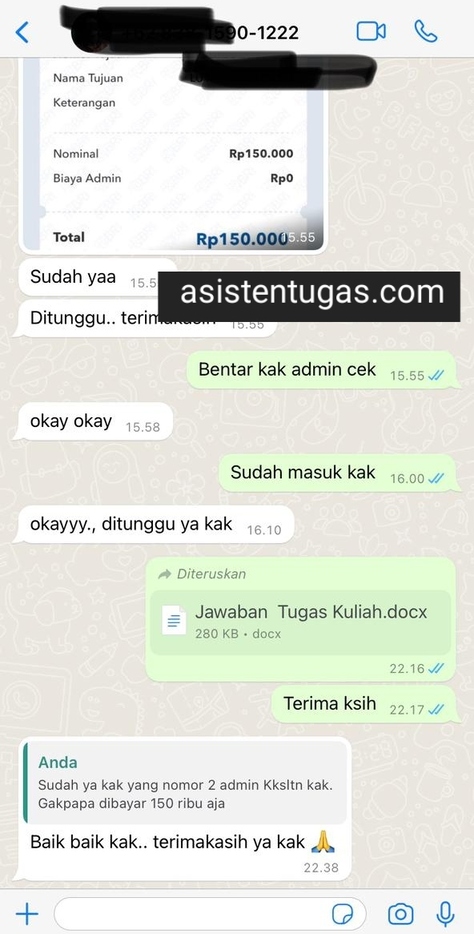 590-1222
Nama Tujuan
Keterangan
Nominal Rp150.000
Biaya Admin Rp0
Total Rp150.000
15.55
Sudah yaa
asistentugas.com
Ditunggu.. terimakasih 15.55
Bentar kak admin cek 15.55
okay okay 15.58
Sudah masuk kak 16.00
okayyy., ditunggu ya kak 16.10
Diteruskan
Jawaban Tugas Kuliah.docx
280 KB • docx
22.16
Terima ksih 22.17
Anda
Sudah ya kak yang nomor 2 admin Kksltn kak.
Gakpapa dibayar 150 ribu aja
Baik baik kak.. terimakasih ya kak 🙏
22.38